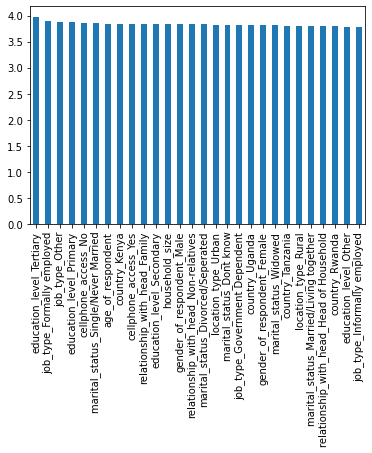 4.0
3.5
3.0
2.5
2.0
1.5
1.0
0.5
0.0
education_level_Tertiary
job_type_Formally employed
job_type_Other
education_level_Primary
cellphone_access_No
marital_status_Single/Never Married
age_of_respondent
country_Kenya
cellphone_access_Yes
relationship_with_head_Family
education_level_Secondary
household_size
gender_of_respondent_Male
relationship_with_head_Non-relatives
marital_status_Divorced/Seperated
location_type_Urban
marital_status_Dont know
job_type_Government Dependent
country_Uganda
gender_of_respondent_Female
marital_status_Widowed
country_Tanzania
location_type_Rural
marital_status_Married/Living together
relationship_with_head_Head of Household
country_Rwanda
education_level_Other
job_type_Informally employed